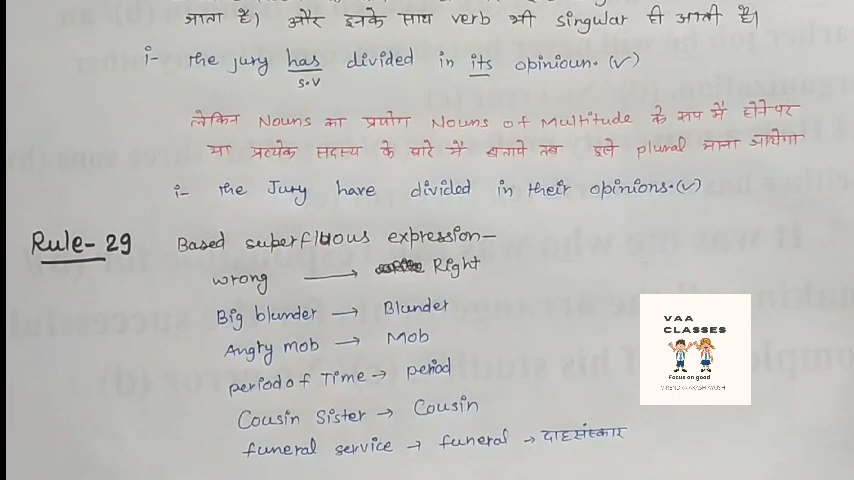 जाता है। और इनके साथ verb भी singular ही आती है।
i- the jury has divided in its opinioun. (✓)
S.V
लेकिन Nouns का प्रयोग Nouns of Multitude के रूप में होने पर
या प्रत्येक सदस्य के बारे में बताये तब इसे plural माना जायेगा
i- the Jury have divided in their opinions. (✓)
Rule- 29 Based superfluous expression—
wrong → Right
Big blunder → Blunder
Angry mob → Mob
period of Time → period
Cousin Sister → Cousin
funeral service → funeral → दाहसंस्कार
VAA
CLASSES
Focus on good